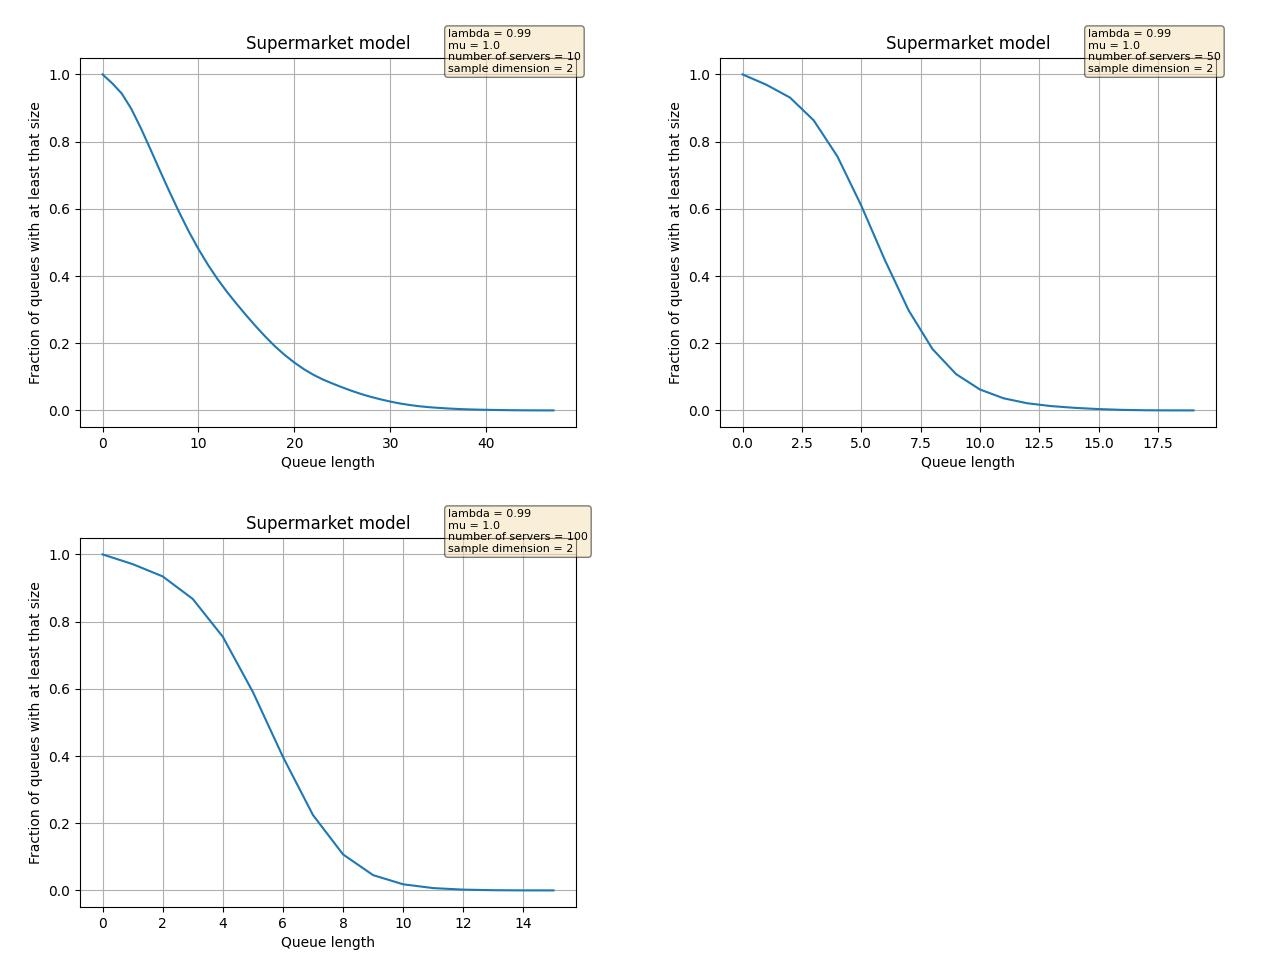 Supermarket model
lambda = 0.99
mu = 1.0
number of servers = 10
sample dimension = 2
Fraction of queues with at least that size
1.0
0.8
0.6
0.4
0.2
0.0
0 10 20 30 40
Queue length
Supermarket model
lambda = 0.99
mu = 1.0
number of servers = 50
sample dimension = 2
Fraction of queues with at least that size
1.0
0.8
0.6
0.4
0.2
0.0
0.0 2.5 5.0 7.5 10.0 12.5 15.0 17.5
Queue length
Supermarket model
lambda = 0.99
mu = 1.0
number of servers = 100
sample dimension = 2
Fraction of queues with at least that size
1.0
0.8
0.6
0.4
0.2
0.0
0 2 4 6 8 10 12 14
Queue length